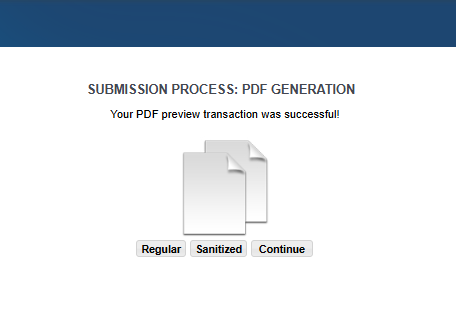 SUBMISSION PROCESS: PDF GENERATION
Your PDF preview transaction was successful!
Regular Sanitized Continue